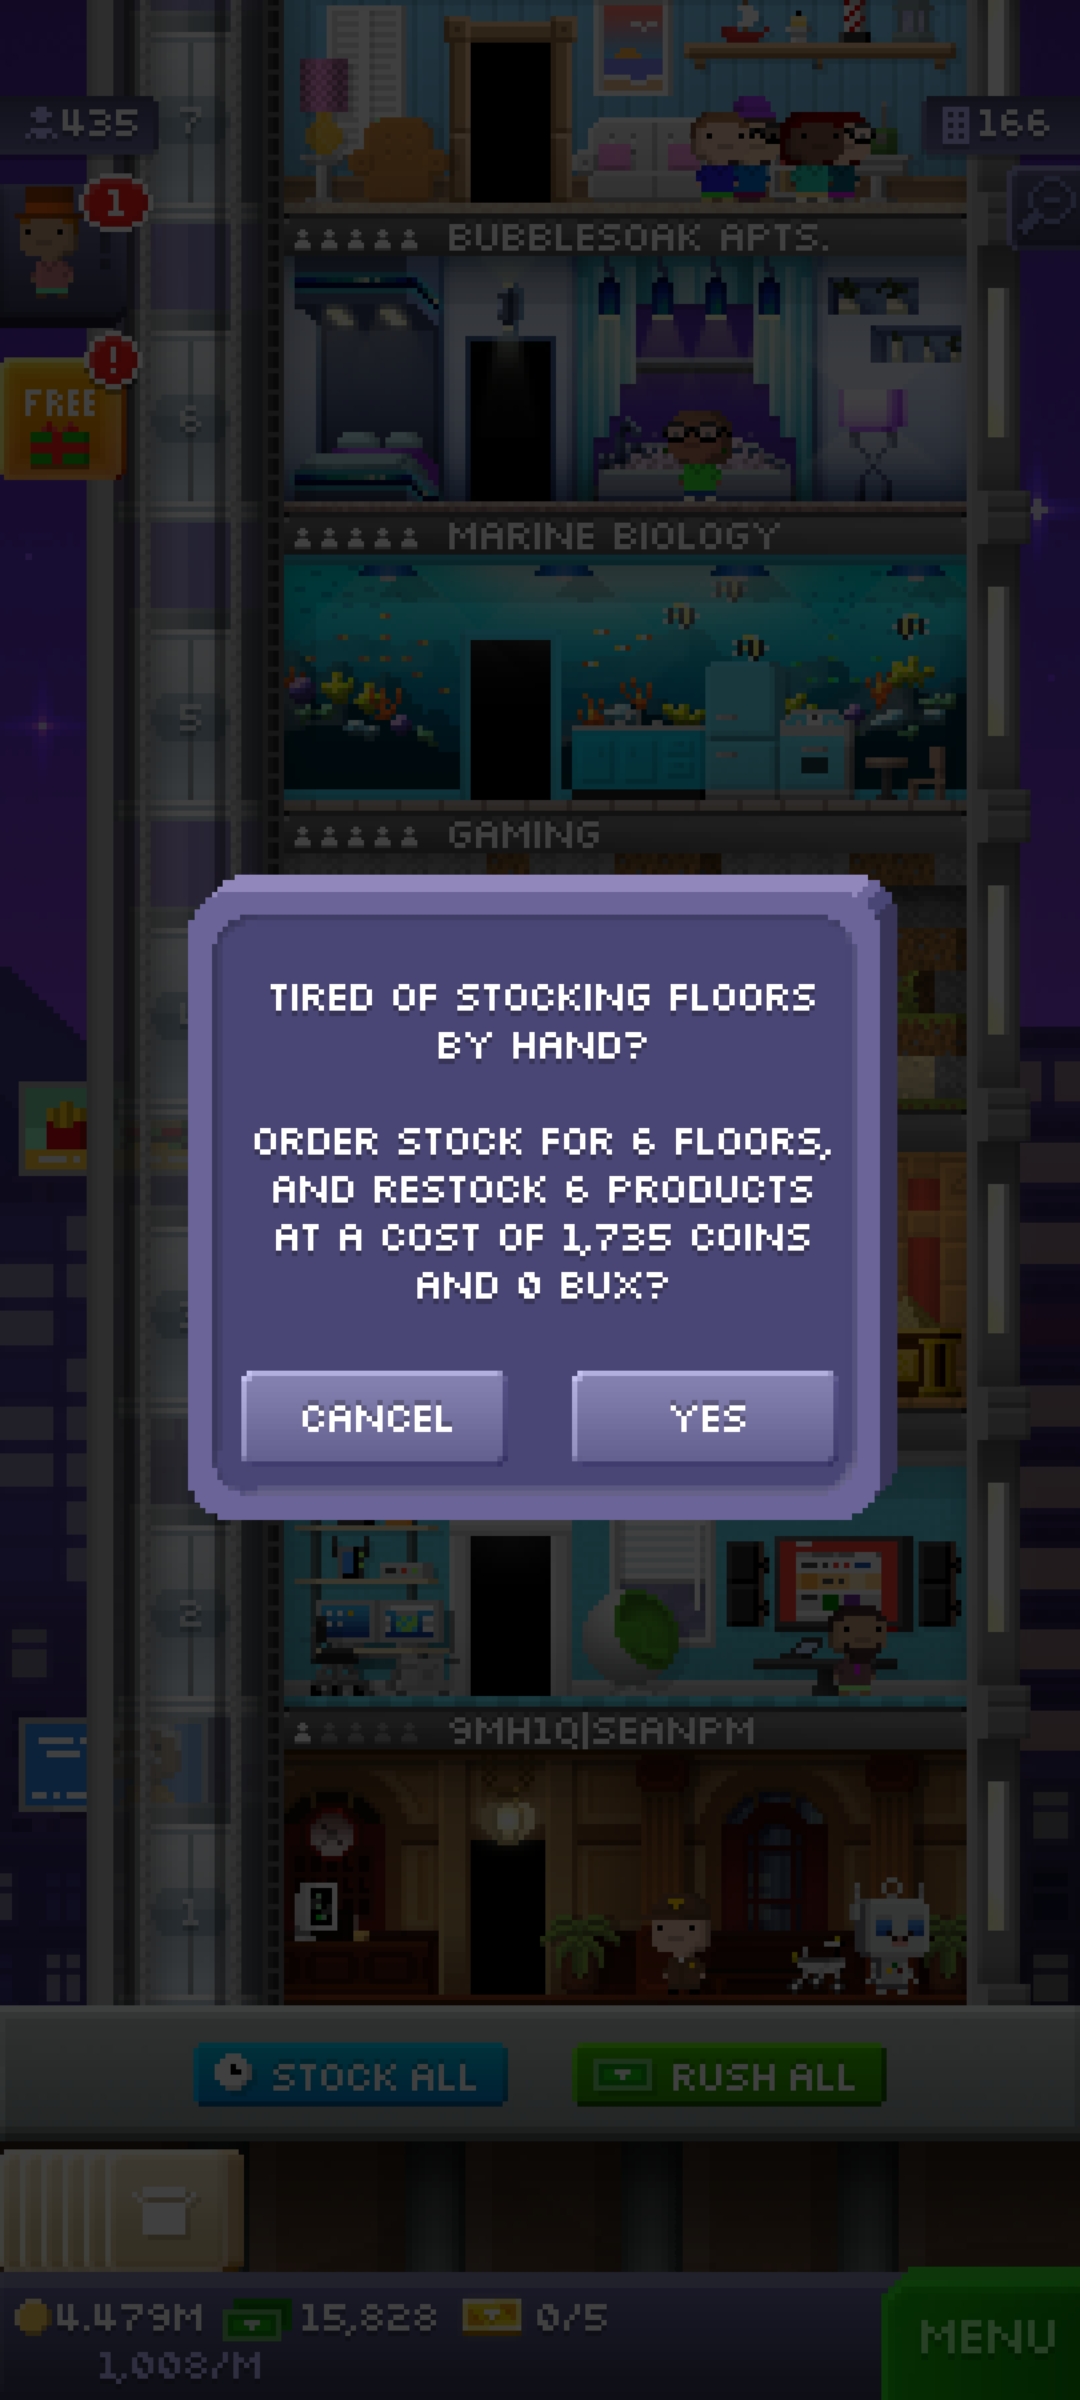 7
435
166
1
BUBBLESOAK APTS.
!
FREE
6
MARINE BIOLOGY
5
GAMING
TIRED OF STOCKING FLOORS
BY HAND?
ORDER STOCK FOR 6 FLOORS,
AND RESTOCK 6 PRODUCTS
AT A COST OF 1,735 COINS
AND 0 BUX?
CANCEL
YES
2
9MH1Q|SEANPM
1
STOCK ALL
RUSH ALL
4.479M
15,828
0/5
MENU
1,008/M